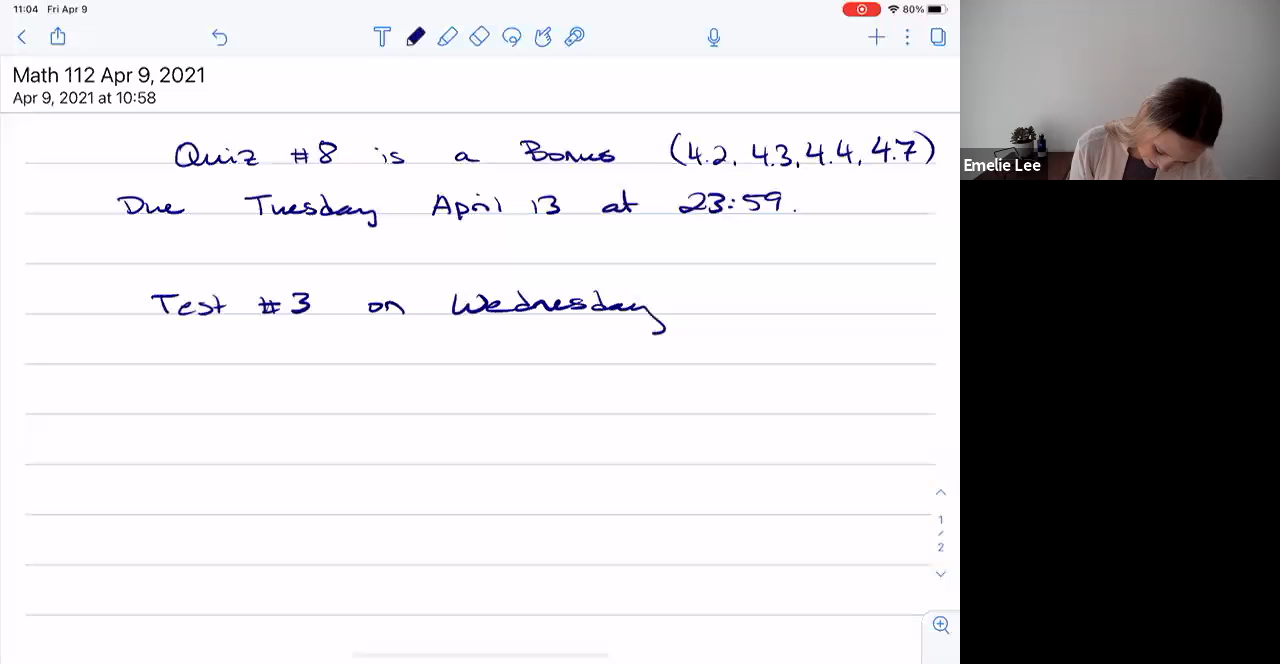 11:04 Fri Apr 9
80%
Math 112 Apr 9, 2021
Apr 9, 2021 at 10:58
Quiz #8 is a Bonus (4.2, 4.3, 4.4, 4.7)
Due Tuesday April 13 at 23:59.
Test #3 on Wednesday
1
/
2
Emelie Lee